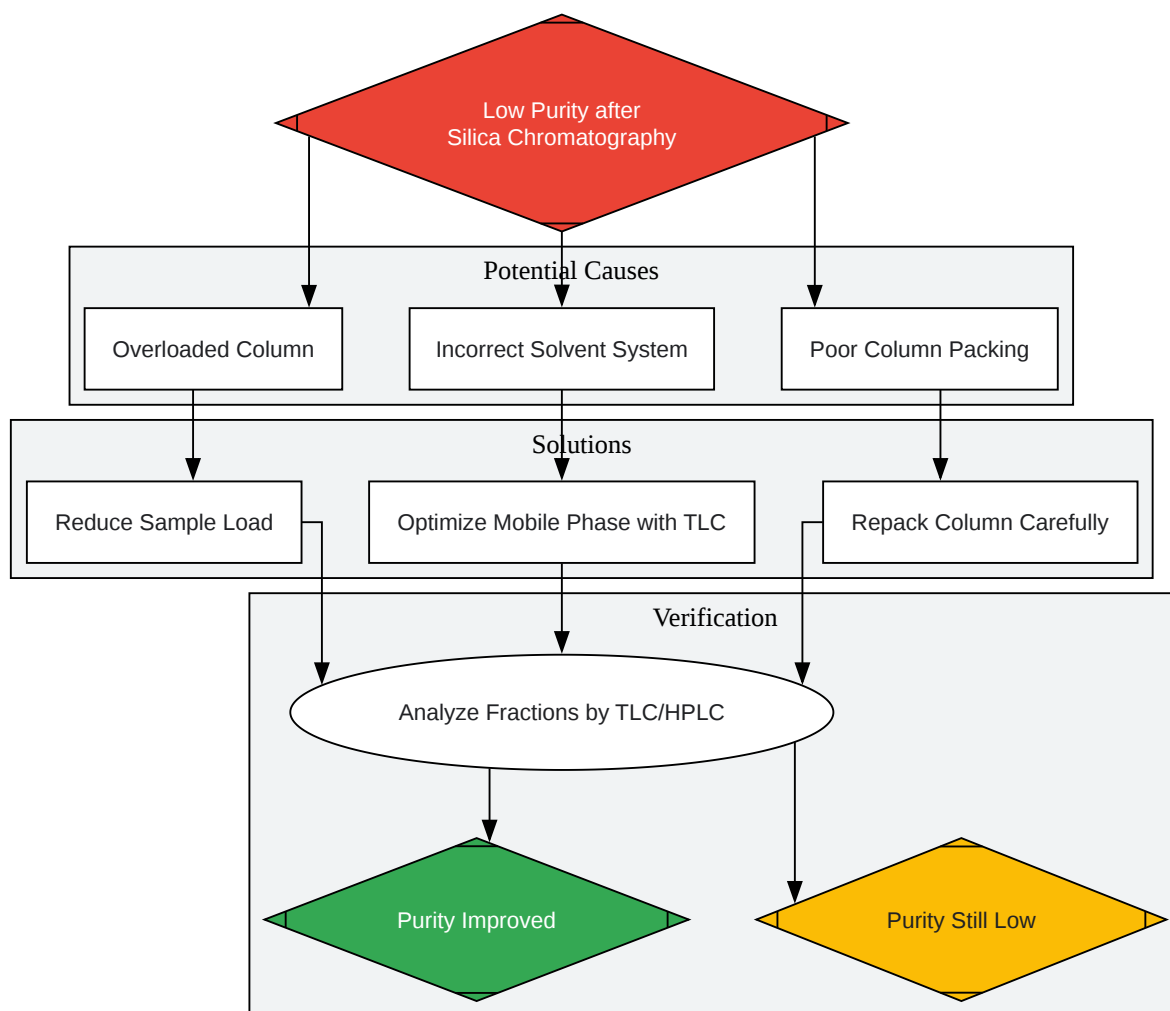 Low Purity after
Silica Chromatography
Potential Causes
Overloaded Column
Incorrect Solvent System
Poor Column Packing
Solutions
Reduce Sample Load
Optimize Mobile Phase with TLC
Repack Column Carefully
Verification
Analyze Fractions by TLC/HPLC
Purity Improved
Purity Still Low